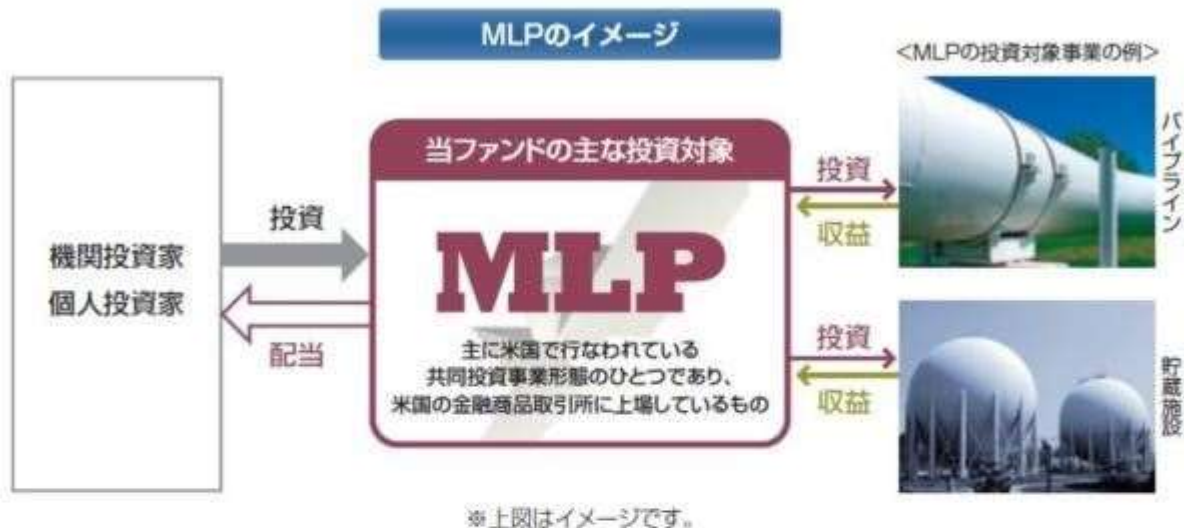 MLPのイメージ
<MLPの投資対象事業の例>
機関投資家
個人投資家
投資
配当
当ファンドの主な投資対象
MLP
主に米国で行なわれている
共同投資事業形態のひとつであり、
米国の金融商品取引所に上場しているもの
投資
収益
パイプライン
投資
収益
貯蔵施設
※上図はイメージです。